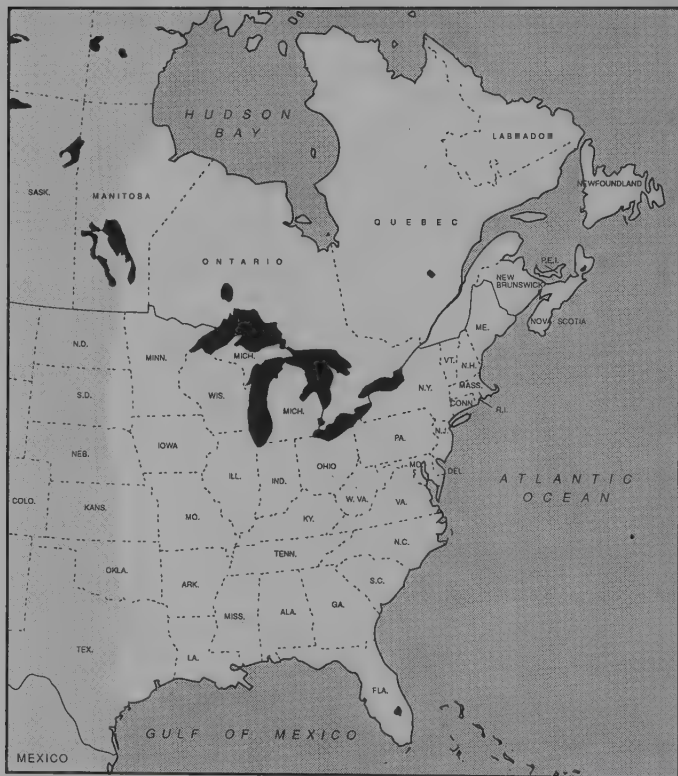 HUDSON
BAY
LABRADOR
SASK.
MANITOBA
NEWFOUNDLAND
QUEBEC
ONTARIO
P.E.I.
NEW
BRUNSWICK
NOVA SCOTIA
N.D.
MINN.
MICH.
ME.
VT.
N.H.
S.D.
WIS.
MICH.
N.Y.
MASS.
CONN.
R.I.
NEB.
IOWA
PA.
N.J.
ILL.
IND.
OHIO
MD.
DEL.
ATLANTIC
OCEAN
COLO.
KANS.
MO.
W. VA.
VA.
KY.
N.C.
TENN.
OKLA.
ARK.
S.C.
MISS.
ALA.
GA.
TEX.
LA.
FLA.
GULF OF MEXICO
MEXICO